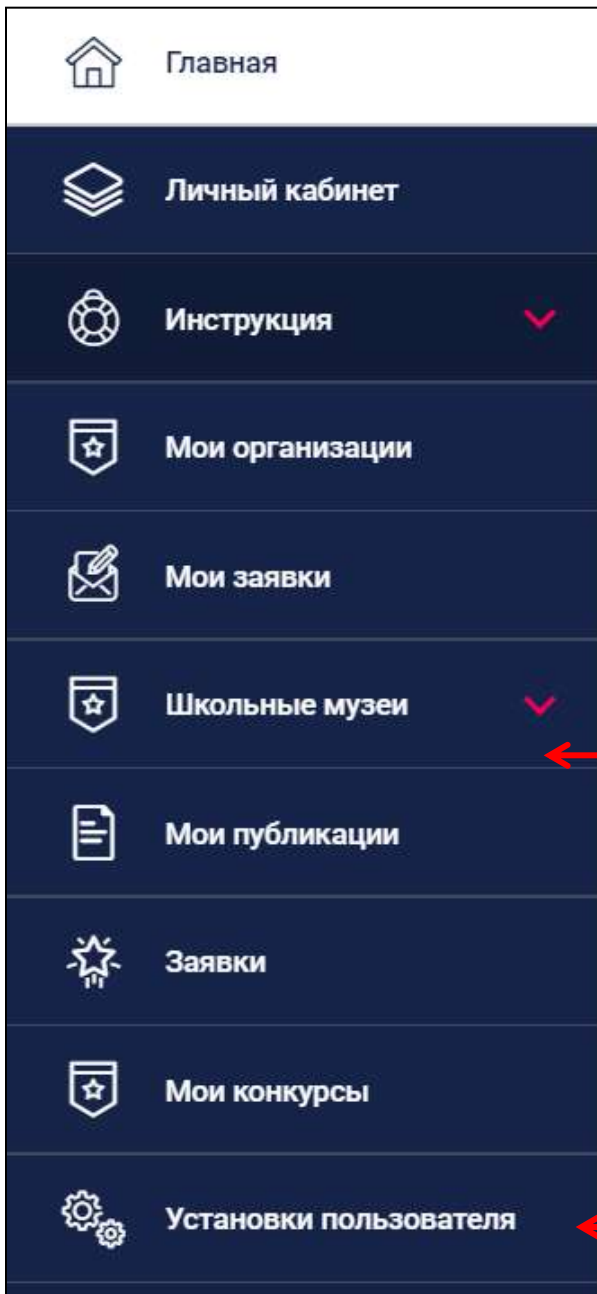 Главная
Личный кабинет
Инструкция
Мои организации
Мои заявки
Школьные музеи
Мои публикации
Заявки
Мои конкурсы
Установки пользователя